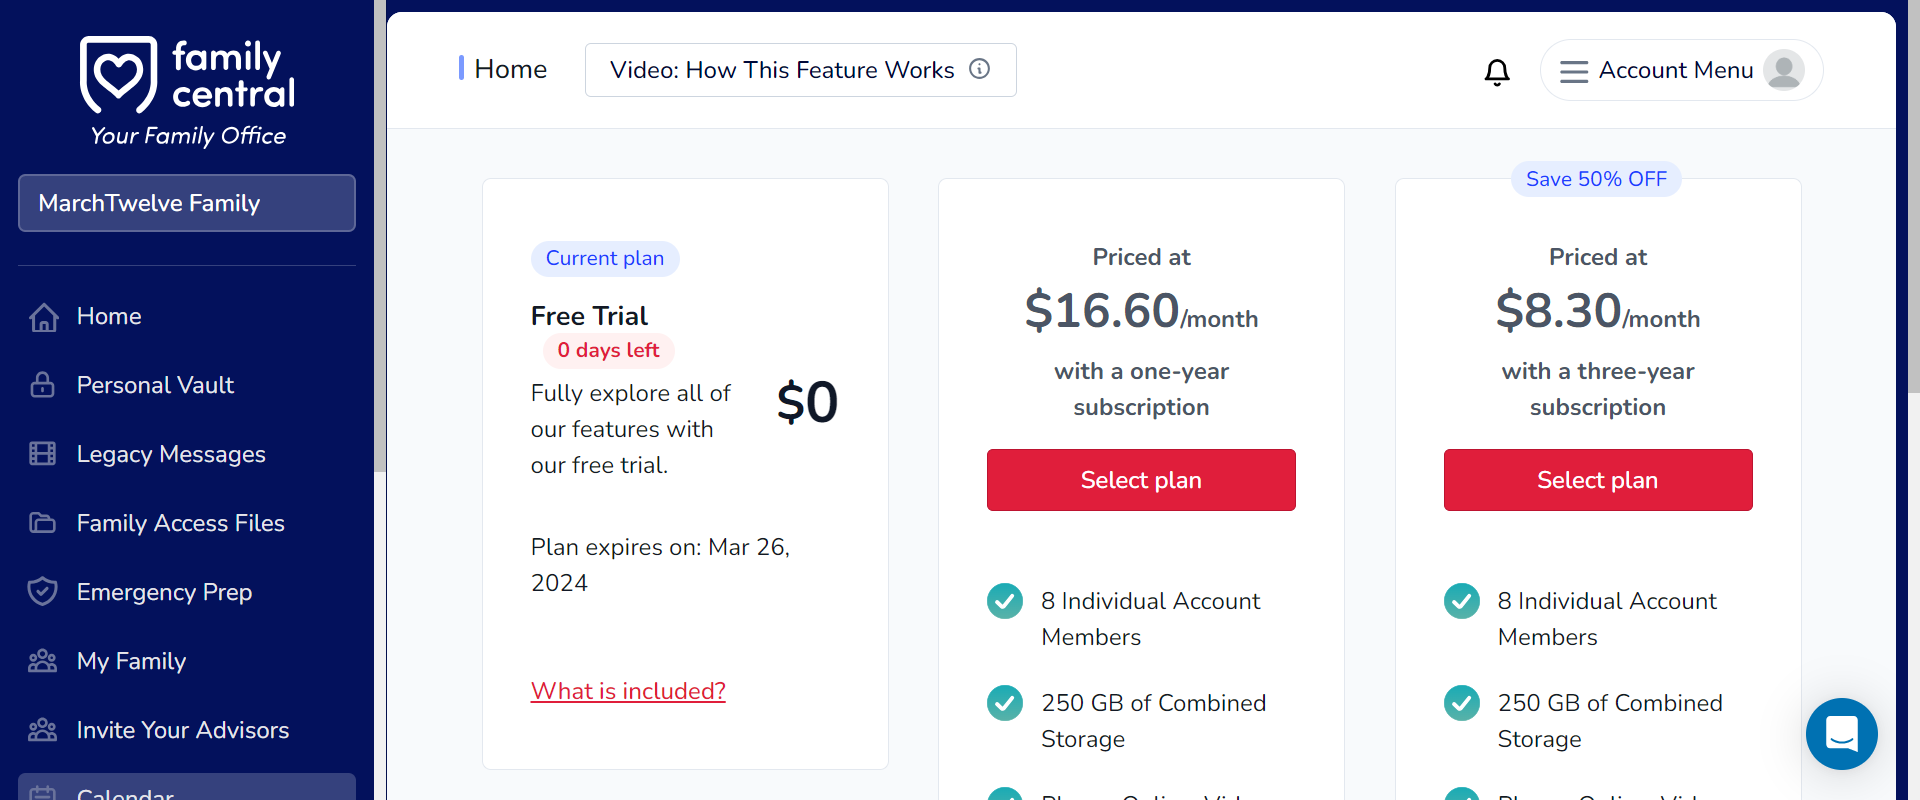 family
central
Your Family Office
MarchTwelve Family
Home
Personal Vault
Legacy Messages
Family Access Files
Emergency Prep
My Family
Invite Your Advisors
Calendar
Home
Video: How This Feature Works
Account Menu
Current plan
Free Trial
0 days left
Fully explore all of
our features with
our free trial.
$0
Plan expires on: Mar 26,
2024
What is included?
Priced at
$16.60/month
with a one-year
subscription
Select plan
8 Individual Account
Members
250 GB of Combined
Storage
Save 50% OFF
Priced at
$8.30/month
with a three-year
subscription
Select plan
8 Individual Account
Members
250 GB of Combined
Storage